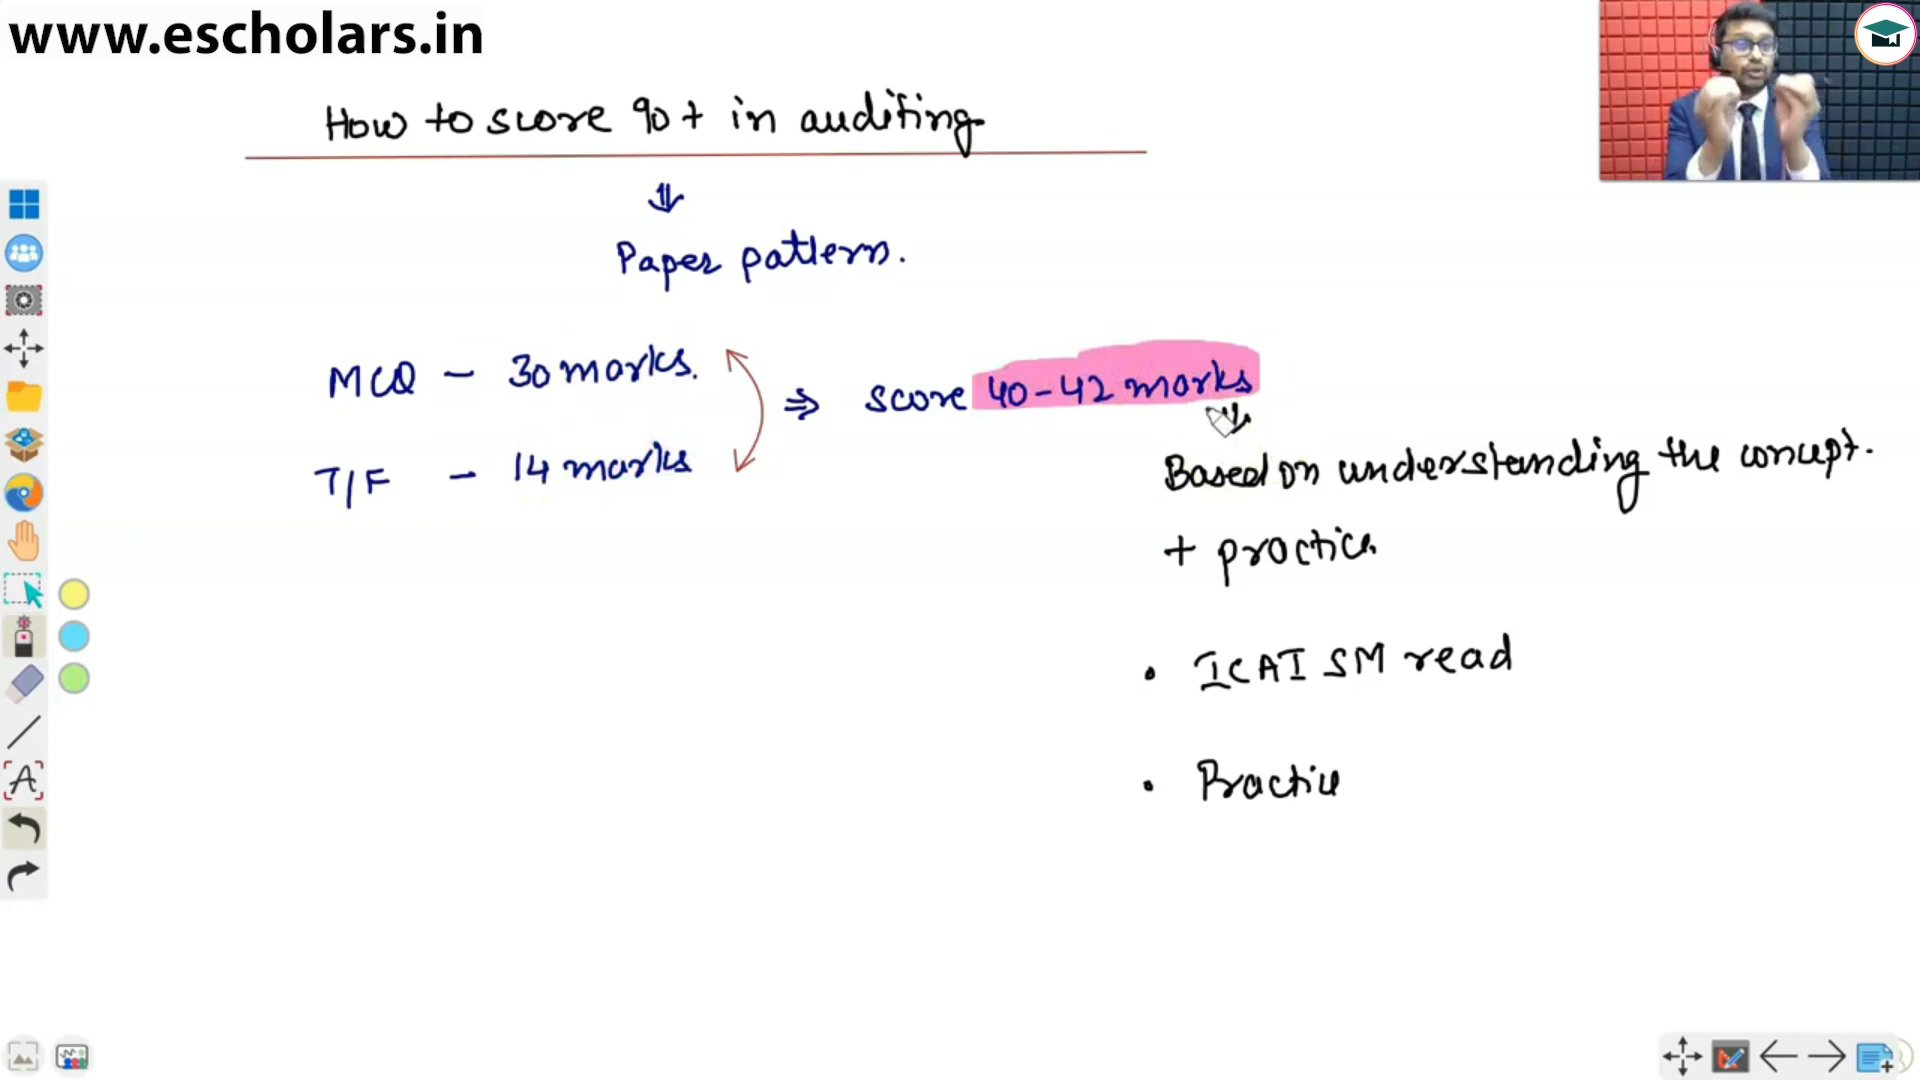 www.escholars.in
How to score 90+ in auditing
⇓
Paper pattern.
MCQ - 30 marks.
T/F - 14 marks
⇒ score 40-42 marks
Based on understanding the concept.
+ practice
• ICAI SM read
• Practice